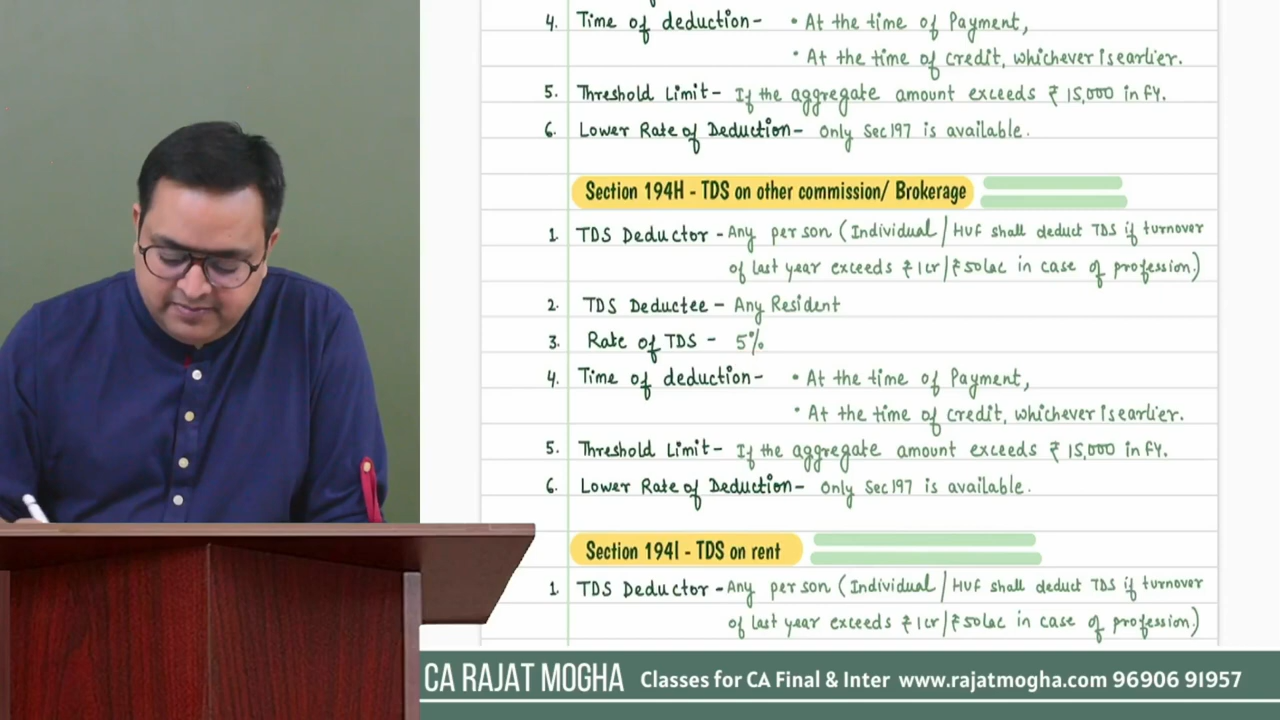 4. Time of deduction- • At the time of Payment,
• At the time of credit, whichever is earlier.
5. Threshold Limit- If the aggregate amount exceeds ₹ 15,000 in FY.
6. Lower Rate of Deduction- Only Sec 197 is available.
Section 194H - TDS on other commission/ Brokerage
1. TDS Deductor - Any person (Individual / HUF shall deduct TDS if turnover
of last year exceeds ₹ 1 cr / ₹ 50 lac in case of profession.)
2. TDS Deductee - Any Resident
3. Rate of TDS - 5%
4. Time of deduction- • At the time of Payment,
• At the time of credit, whichever is earlier.
5. Threshold Limit- If the aggregate amount exceeds ₹ 15,000 in FY.
6. Lower Rate of Deduction- Only Sec 197 is available.
Section 194I - TDS on rent
1. TDS Deductor - Any person (Individual / HUF shall deduct TDS if turnover
of last year exceeds ₹ 1 cr / ₹ 50 lac in case of profession.)
CA RAJAT MOGHA Classes for CA Final & Inter www.rajatmogha.com 96906 91957